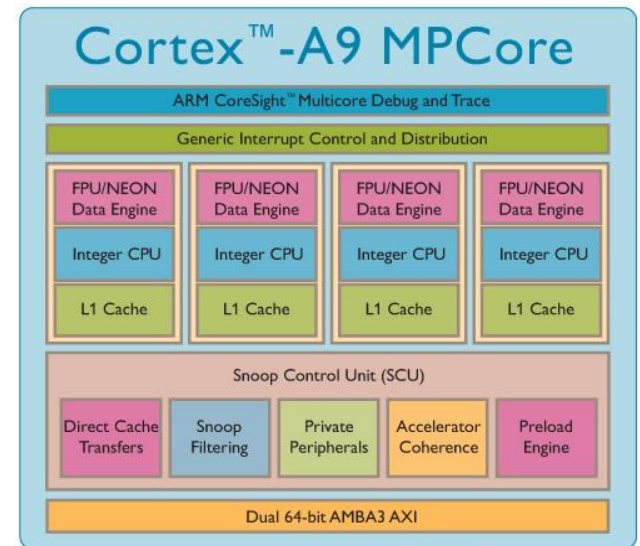 Cortex™-A9 MPCore
ARM CoreSight™ Multicore Debug and Trace
Generic Interrupt Control and Distribution
FPU/NEON
Data Engine
Integer CPU
L1 Cache
FPU/NEON
Data Engine
Integer CPU
L1 Cache
FPU/NEON
Data Engine
Integer CPU
L1 Cache
FPU/NEON
Data Engine
Integer CPU
L1 Cache
Snoop Control Unit (SCU)
Direct Cache
Transfers
Snoop
Filtering
Private
Peripherals
Accelerator
Coherence
Preload
Engine
Dual 64-bit AMBA3 AXI